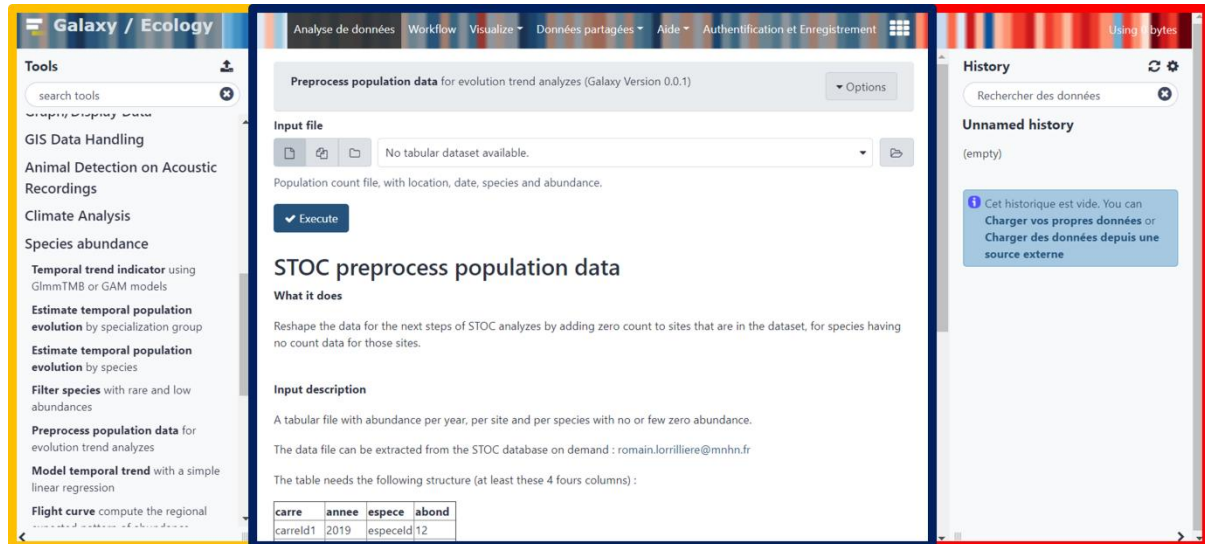 Galaxy / Ecology
Tools
search tools
Graph/Display Data
GIS Data Handling
Animal Detection on Acoustic
Recordings
Climate Analysis
Species abundance
Temporal trend indicator using
GlmmTMB or GAM models
Estimate temporal population
evolution by specialization group
Estimate temporal population
evolution by species
Filter species with rare and low
abundances
Preprocess population data for
evolution trend analyzes
Model temporal trend with a simple
linear regression
Flight curve compute the regional
expected pattern of abundance
Analyse de données Workflow Visualize Données partagées Aide Authentification et Enregistrement
Preprocess population data for evolution trend analyzes (Galaxy Version 0.0.1)
Options
Input file
No tabular dataset available.
Population count file, with location, date, species and abundance.
Execute
STOC preprocess population data
What it does
Reshape the data for the next steps of STOC analyzes by adding zero count to sites that are in the dataset, for species having
no count data for those sites.
Input description
A tabular file with abundance per year, per site and per species with no or few zero abundance.
The data file can be extracted from the STOC database on demand : romain.lorrilliere@mnhn.fr
The table needs the following structure (at least these 4 fours columns) :
carre annee espece abond
carreId1 2019 especeId 12
Using 0 bytes
History
Rechercher des données
Unnamed history
(empty)
Cet historique est vide. You can
Charger vos propres données or
Charger des données depuis une
source externe